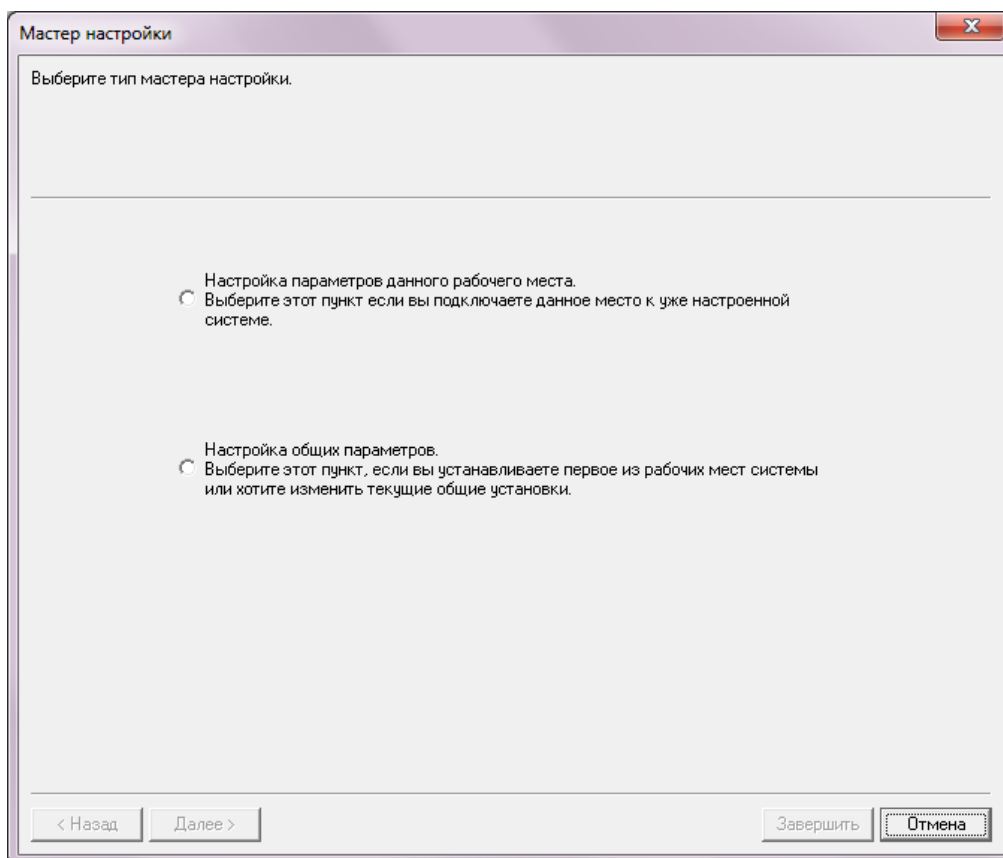 Мастер настройки
Выберите тип мастера настройки.
Настройка параметров данного рабочего места.
Выберите этот пункт если вы подключаете данное место к уже настроенной
системе.
Настройка общих параметров.
Выберите этот пункт, если вы устанавливаете первое из рабочих мест системы
или хотите изменить текущие общие установки.
< Назад Далее > Завершить Отмена